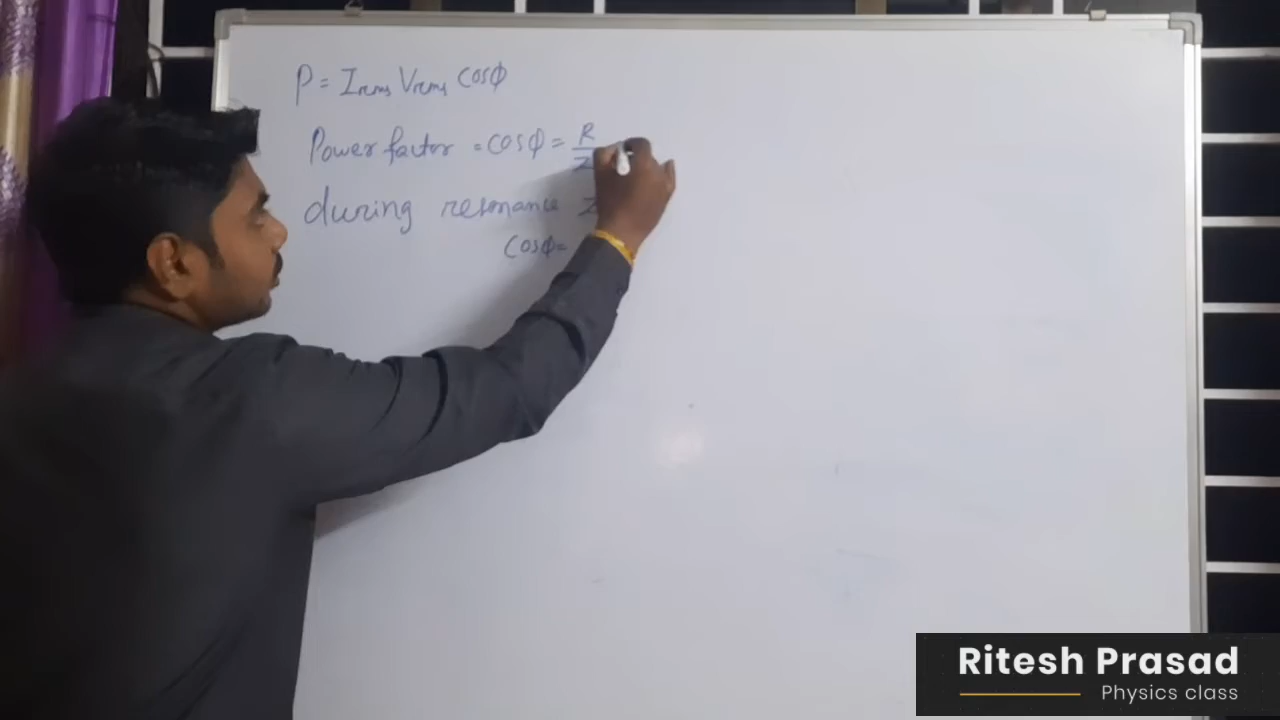 P = Irms Vrms Cosϕ
Power factor = cosϕ = R/Z
during resonance Z
Cosϕ=
Ritesh Prasad
Physics class